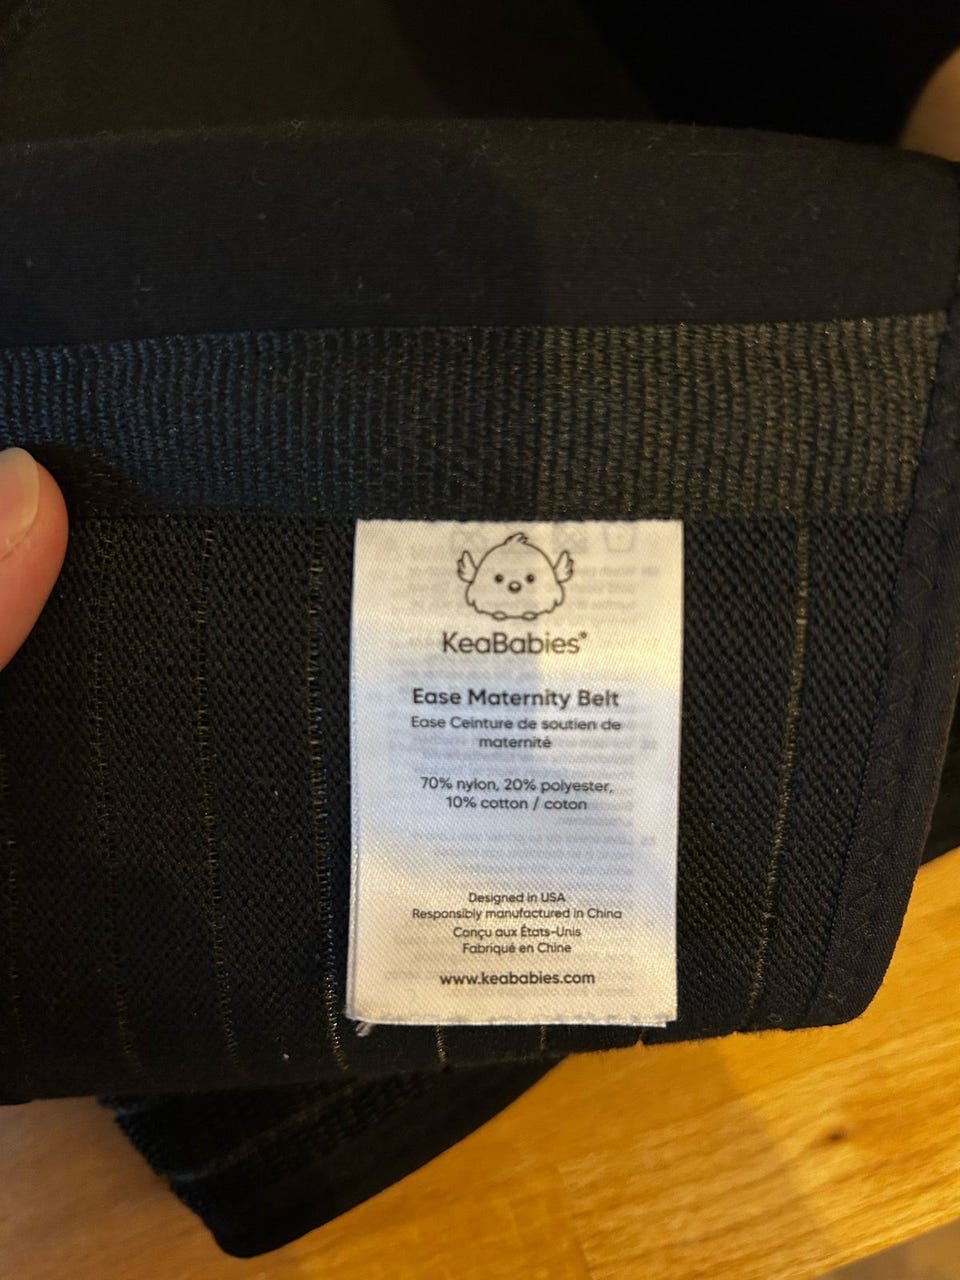 KeaBabies®
Ease Maternity Belt
Ease Ceinture de soutien de
maternité
70% nylon, 20% polyester,
10% cotton / coton
Designed in USA
Responsibly manufactured in China
Conçu aux États-Unis
Fabriqué en Chine
www.keababies.com